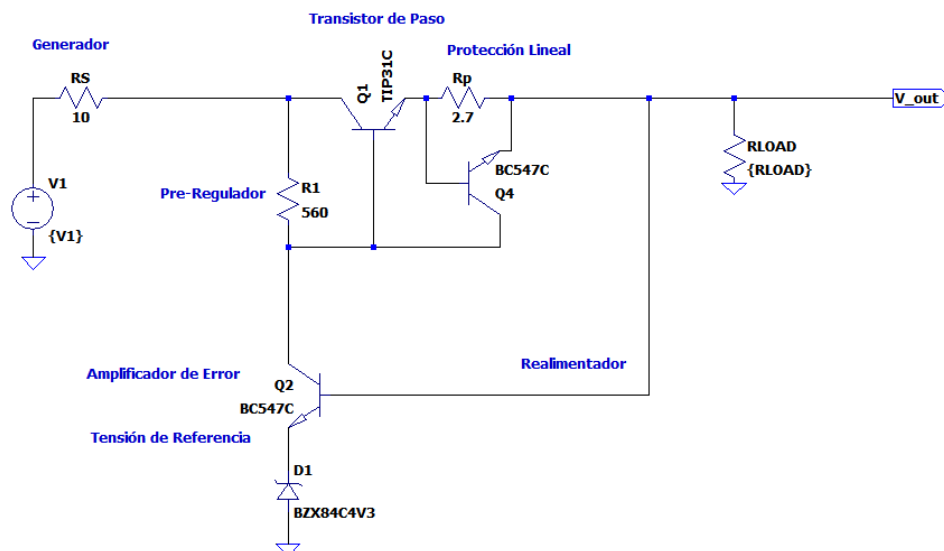 Transistor de Paso
Generador
Protección Lineal
RS
10
Q1
TIP31C
Rp
2.7
V_out
V1
{V1}
Pre-Regulador
R1
560
BC547C
Q4
RLOAD
{RLOAD}
Amplificador de Error
Q2
BC547C
Realimentador
Tensión de Referencia
D1
BZX84C4V3